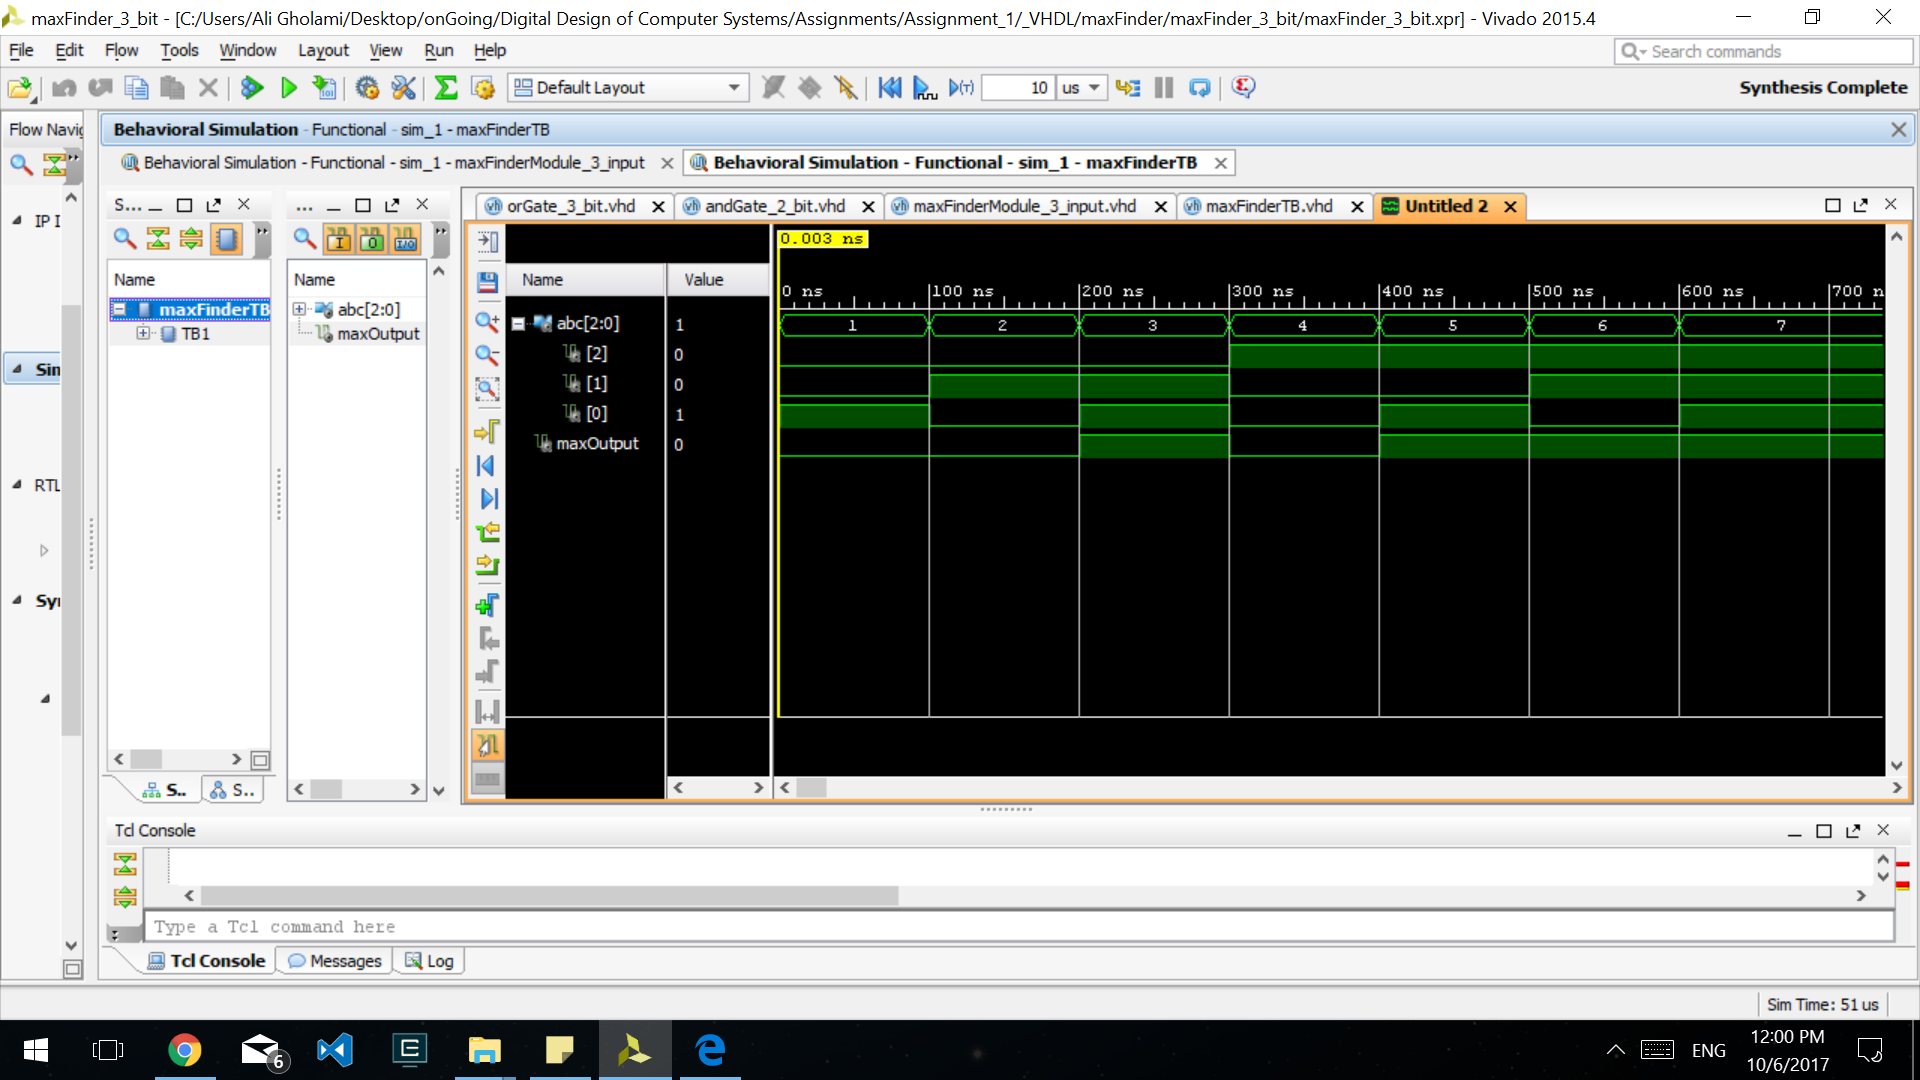 maxFinder_3_bit - [C:/Users/Ali Gholami/Desktop/onGoing/Digital Design of Computer Systems/Assignments/Assignment_1/_VHDL/maxFinder/maxFinder_3_bit/maxFinder_3_bit.xpr] - Vivado 2015.4
File Edit Flow Tools Window Layout View Run Help
Search commands
Default Layout
10 us
Synthesis Complete
Flow Navig
Behavioral Simulation - Functional - sim_1 - maxFinderTB
Behavioral Simulation - Functional - sim_1 - maxFinderModule_3_input
Behavioral Simulation - Functional - sim_1 - maxFinderTB
S...
...
orGate_3_bit.vhd
andGate_2_bit.vhd
maxFinderModule_3_input.vhd
maxFinderTB.vhd
Untitled 2
IP I
Sim
RTL
Syn
Name
maxFinderTB
TB1
Name
abc[2:0]
maxOutput
S..
S..
Name Value
abc[2:0] 1
[2] 0
[1] 0
[0] 1
maxOutput 0
0.003 ns
0 ns 100 ns 200 ns 300 ns 400 ns 500 ns 600 ns 700 n
1 2 3 4 5 6 7
Tcl Console
Type a Tcl command here
Tcl Console Messages Log
Sim Time: 51 us
6
ENG
12:00 PM
10/6/2017